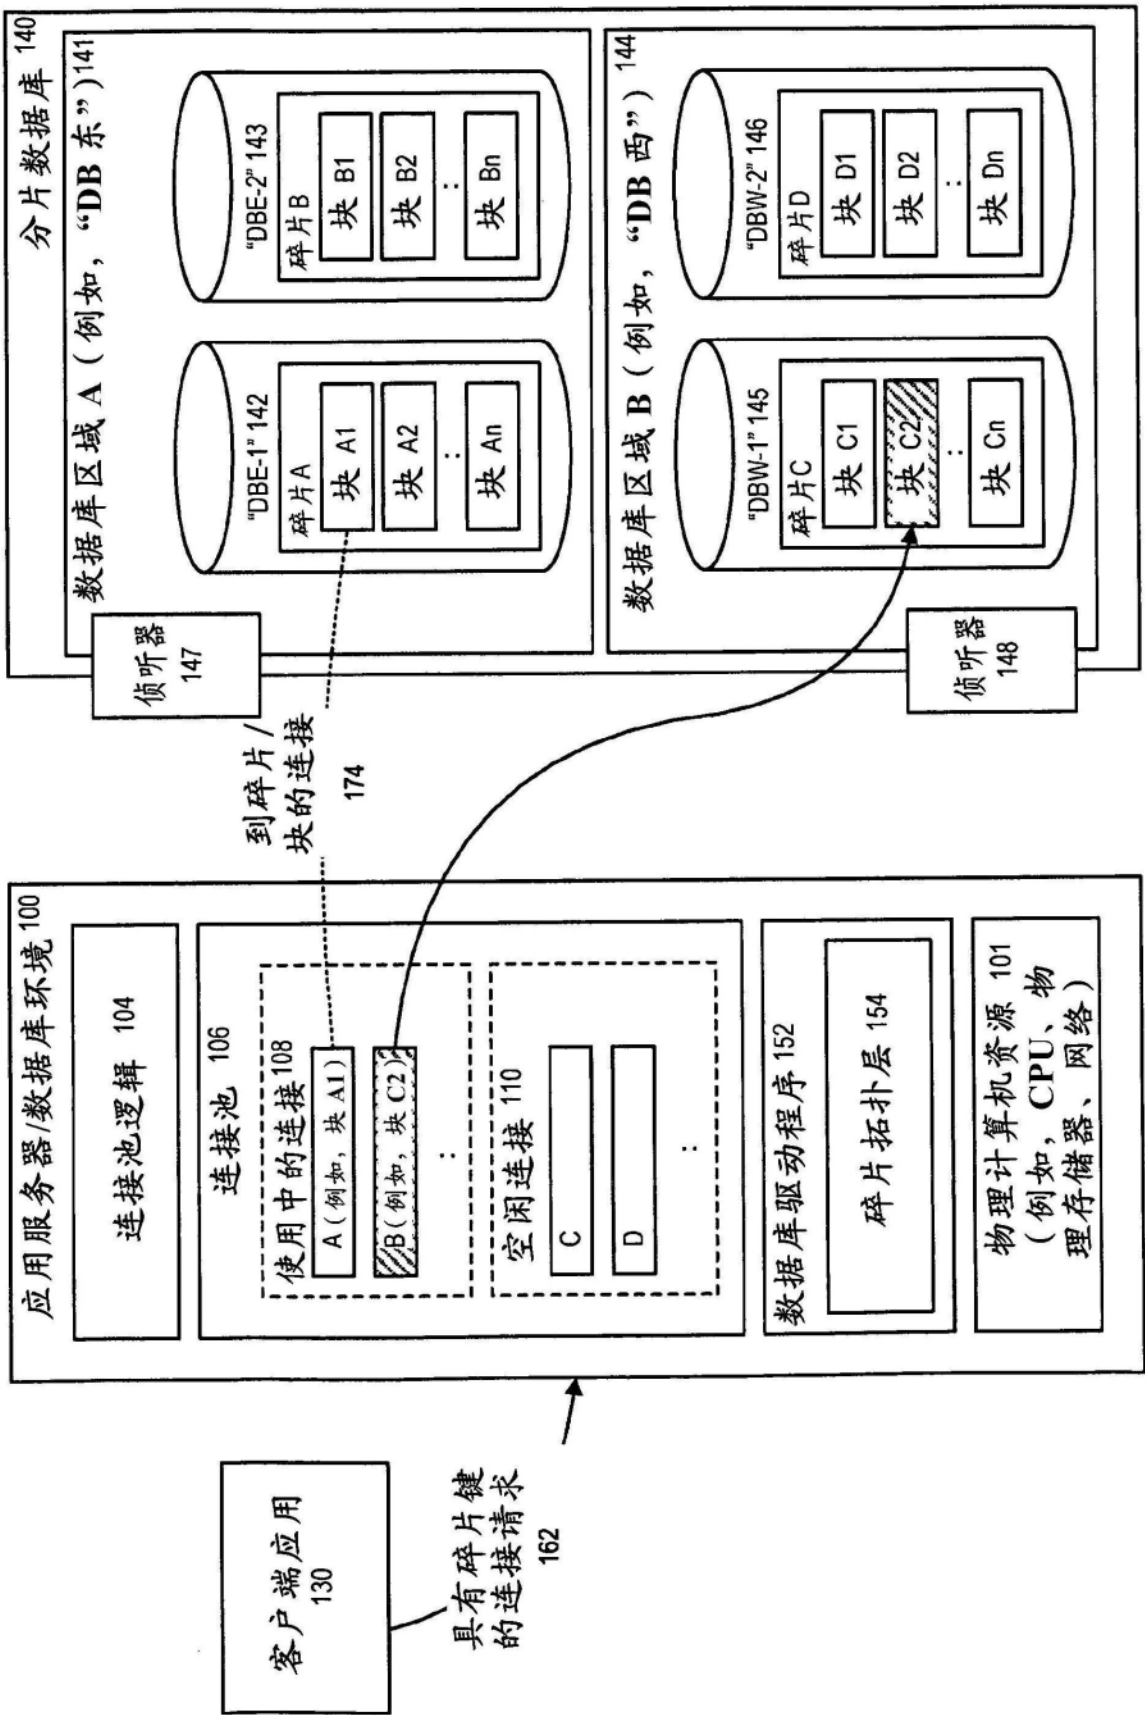 客户端应用
130
具有碎片键
的连接请求
162
应用服务器/数据库环境 100
连接池逻辑 104
连接池 106
使用中的连接108
A(例如，块 A1)
B(例如，块 C2)
:
空闲连接 110
C
D
:
数据库驱动程序 152
碎片拓扑层 154
物理计算机资源 101
(例如，CPU、物
理存储器、网络)
到碎片/
块的连接
174
分片数据库 140
数据库区域 A (例如，“DB 东”)141
侦听器
147
“DBE-1” 142
碎片A
块 A1
块 A2
:
块 An
“DBE-2” 143
碎片B
块 B1
块 B2
:
块 Bn
数据库区域 B (例如，“DB 西”) 144
侦听器
148
“DBW-1” 145
碎片C
块 C1
块 C2
:
块 Cn
“DBW-2” 146
碎片D
块 D1
块 D2
:
块 Dn